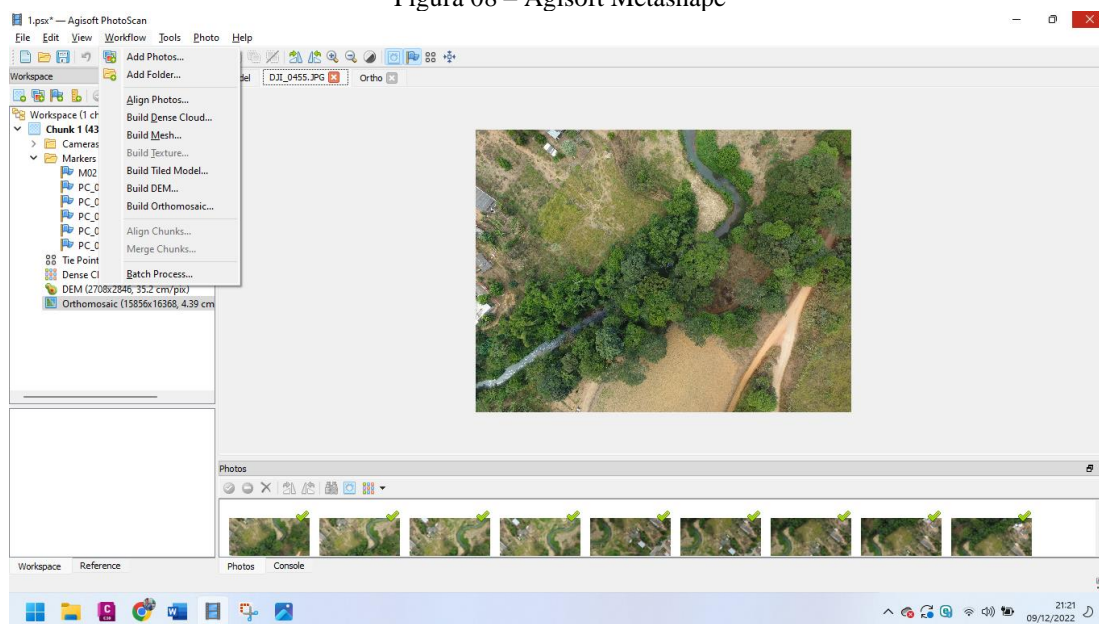 Figura 08 – Agisoft Metashape
1.psx* — Agisoft PhotoScan
File Edit View Workflow Tools Photo Help
Workspace
Add Photos...
Add Folder...
Align Photos...
Build Dense Cloud...
Build Mesh...
Build Texture...
Build Tiled Model...
Build DEM...
Build Orthomosaic...
Align Chunks...
Merge Chunks...
Batch Process...
del DJI_0455.JPG Ortho
Workspace (1 ch
Chunk 1 (43
Cameras
Markers
M02
PC_0
PC_0
PC_0
PC_0
PC_0
Tie Point
Dense Cl
DEM (2708x2846, 35.2 cm/pix)
Orthomosaic (15856x16368, 4.39 cm
Photos
Workspace Reference
Photos Console
21:21
09/12/2022